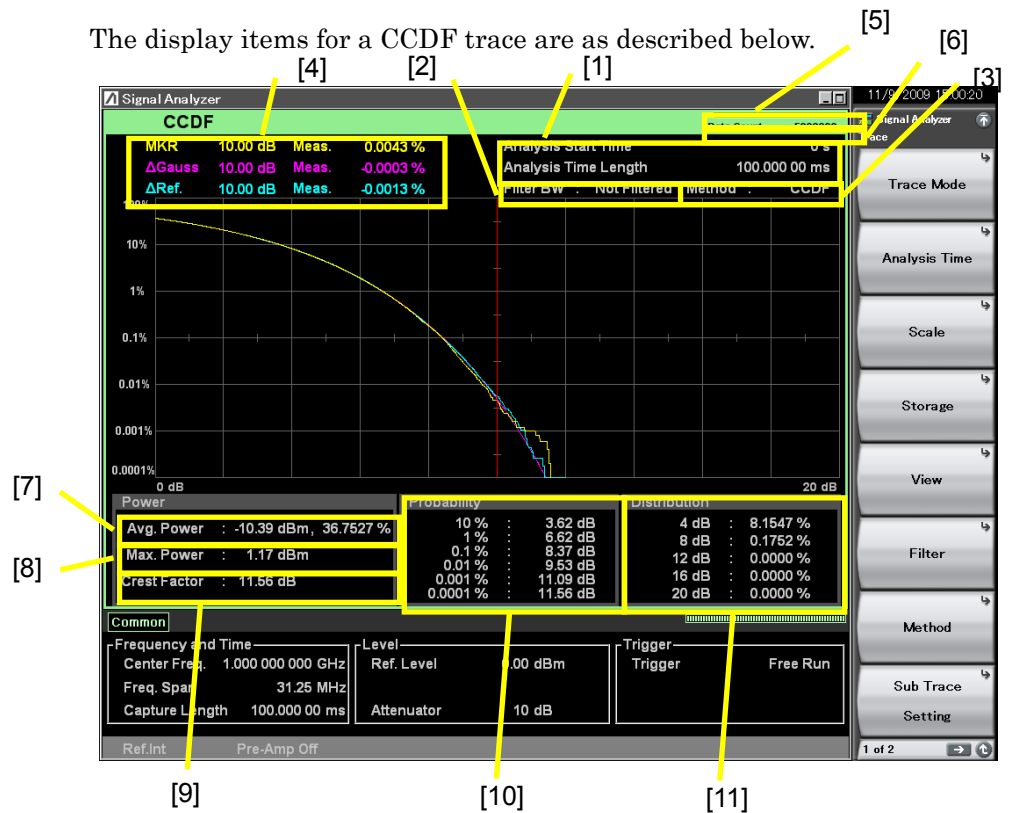 The display items for a CCDF trace are as described below.
[5]
[6]
[4]
[2]
[1]
[3]
Signal Analyzer
11/9/2009 15:00:20
CCDF
Signal Analyzer
MKR 10.00 dB Meas. 0.0043 %
ΔGauss 10.00 dB Meas. -0.0003 %
ΔRef. 10.00 dB Meas. -0.0013 %
Analysis Start Time 0 s
Analysis Time Length 100.000 00 ms
Filter BW : Not Filtered Method : CCDF
100%
10%
1%
0.1%
0.01%
0.001%
0.0001%
0 dB 20 dB
Trace Mode
Analysis Time
Scale
Storage
View
Filter
Method
Sub Trace
Setting
1 of 2
[7]
[8]
Power
Avg. Power : -10.39 dBm, 36.7527 %
Max. Power : 1.17 dBm
Crest Factor : 11.56 dB
Probability
10 % : 3.62 dB
1 % : 6.62 dB
0.1 % : 8.37 dB
0.01 % : 9.53 dB
0.001 % : 11.09 dB
0.0001 % : 11.56 dB
Distribution
4 dB : 8.1547 %
8 dB : 0.1752 %
12 dB : 0.0000 %
16 dB : 0.0000 %
20 dB : 0.0000 %
Common
Frequency and Time
Center Freq. 1.000 000 000 GHz
Freq. Span 31.25 MHz
Capture Length 100.000 00 ms
Level
Ref. Level 0.00 dBm
Attenuator 10 dB
Trigger
Trigger Free Run
Ref.Int Pre-Amp Off
[9]
[10]
[11]